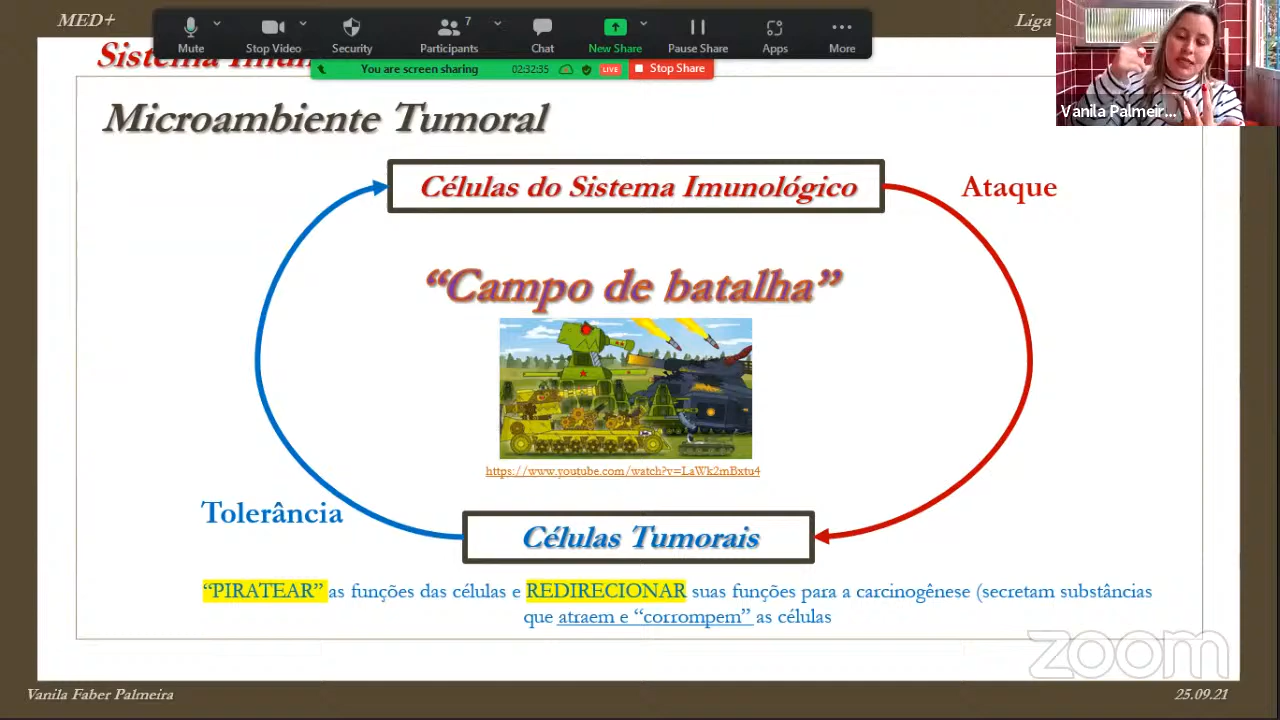 MED+
Liga
Mute
Stop Video
Security
7
Participants
Chat
New Share
Pause Share
Apps
More
You are screen sharing
02:32:35
LIVE
Stop Share
Vanila Palmeir...
Microambiente Tumoral
Células do Sistema Imunológico
Ataque
“Campo de batalha”
https://www.youtube.com/watch?v=LaWk2mBxtu4
Tolerância
Células Tumorais
“PIRATEAR” as funções das células e REDIRECIONAR suas funções para a carcinogênese (secretam substâncias
que atraem e “corrompem” as células
zoom
Vanila Faber Palmeira
25.09.21